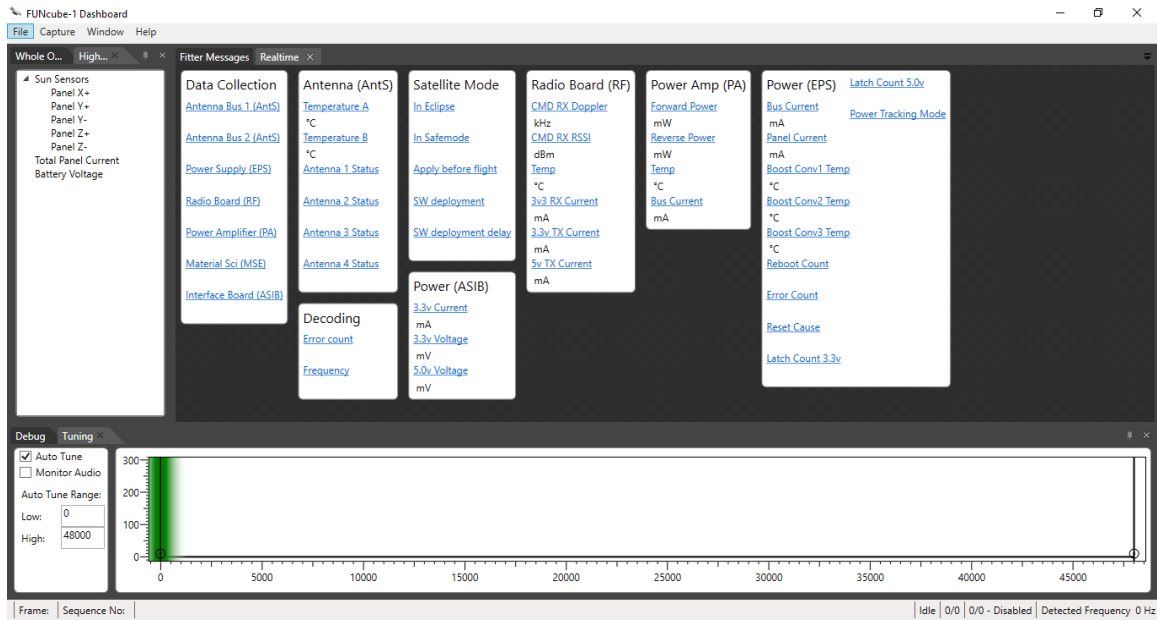 FUNcube-1 Dashboard
File Capture Window Help
Whole O... High...
Sun Sensors
Panel X+
Panel Y+
Panel Y-
Panel Z+
Panel Z-
Total Panel Current
Battery Voltage
Fitter Messages Realtime
Data Collection
Antenna Bus 1 (AntS)
Antenna Bus 2 (AntS)
Power Supply (EPS)
Radio Board (RF)
Power Amplifier (PA)
Material Sci (MSE)
Interface Board (ASIB)
Antenna (AntS)
Temperature A
°C
Temperature B
°C
Antenna 1 Status
Antenna 2 Status
Antenna 3 Status
Antenna 4 Status
Decoding
Error count
Frequency
Satellite Mode
In Eclipse
In Safemode
Apply before flight
SW deployment
SW deployment delay
Power (ASIB)
3.3v Current
mA
3.3v Voltage
mV
5.0v Voltage
mV
Radio Board (RF)
CMD RX Doppler
kHz
CMD RX RSSI
dBm
Temp
°C
3v3 RX Current
mA
3.3v TX Current
mA
5v TX Current
mA
Power Amp (PA)
Forward Power
mW
Reverse Power
mW
Temp
°C
Bus Current
mA
Power (EPS)
Bus Current
mA
Panel Current
mA
Boost Conv1 Temp
°C
Boost Conv2 Temp
°C
Boost Conv3 Temp
°C
Reboot Count
Error Count
Reset Cause
Latch Count 3.3v
Latch Count 5.0v
Power Tracking Mode
Debug Tuning
Auto Tune
Monitor Audio
Auto Tune Range:
Low: 0
High: 48000
300
200
100
0
0 5000 10000 15000 20000 25000 30000 35000 40000 45000
Frame: Sequence No: Idle 0/0 0/0 - Disabled Detected Frequency 0 Hz